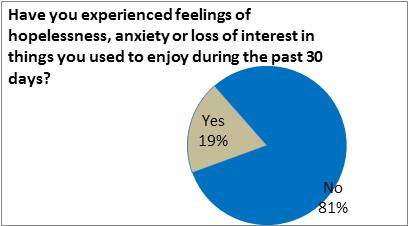 Have you experienced feelings of
hopelessness, anxiety or loss of interest in
things you used to enjoy during the past 30
days?
Yes
19%
No
81%